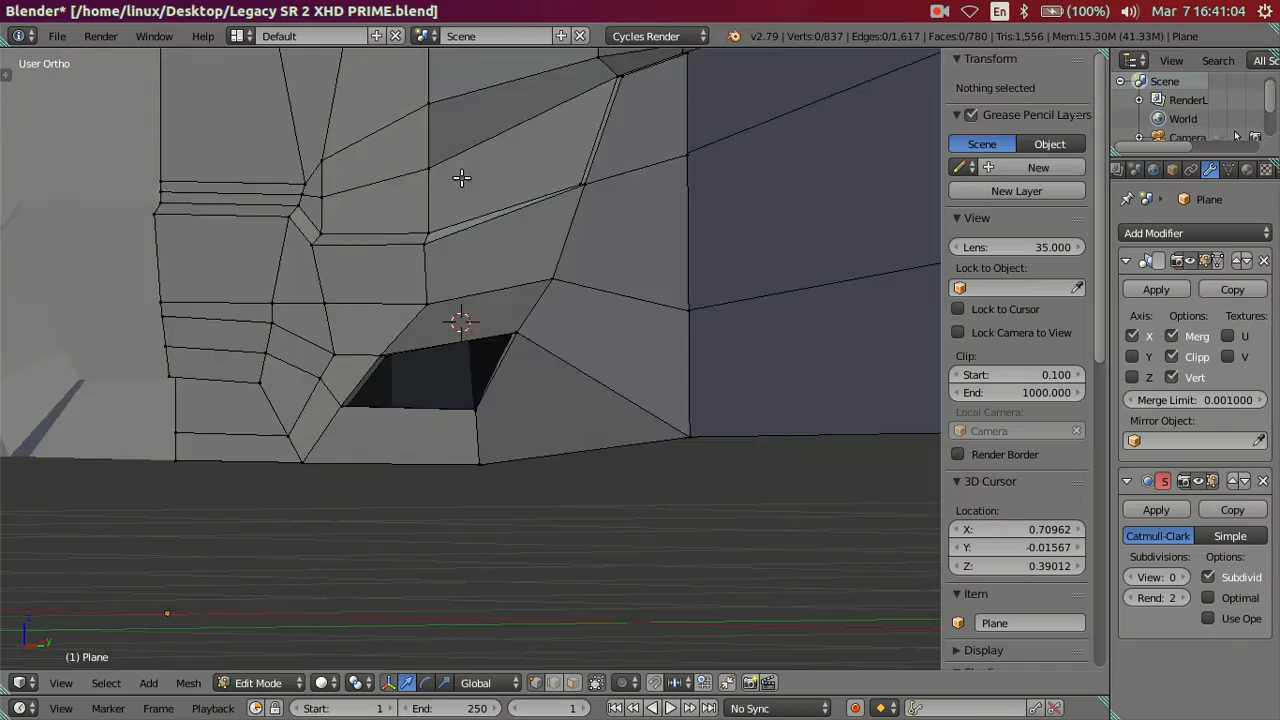 Blender* [/home/linux/Desktop/Legacy SR 2 XHD PRIME.blend] En (100%) Mar 7 16:41:04
File Render Window Help Default Scene Cycles Render v2.79 | Verts:0/837 | Edges:0/1,617 | Faces:0/780 | Tris:1,556 | Mem:15.30M (41.33M) | Plane
User Ortho
(1) Plane
Transform
Nothing selected
Grease Pencil Layers
Scene Object
New
New Layer
View
Lens: 35.000
Lock to Object:
Lock to Cursor
Lock Camera to View
Clip:
Start: 0.100
End: 1000.000
Local Camera:
Camera
Render Border
3D Cursor
Location:
X: 0.70962
Y: -0.01567
Z: 0.39012
Item
Plane
Display
View Search All Sc
Scene
RenderL
World
Camera
Plane
Add Modifier
Apply Copy
Axis: Options: Textures:
X Merg U
Y Clipp V
Z Vert
Merge Limit: 0.001000
Mirror Object:
S
Apply Copy
Catmull-Clark Simple
Subdivisions: Options:
View: 0 Subdivid
Rend: 2 Optimal
Use Ope
z
y
View Select Add Mesh Edit Mode Global
View Marker Frame Playback Start: 1 End: 250 1 No Sync